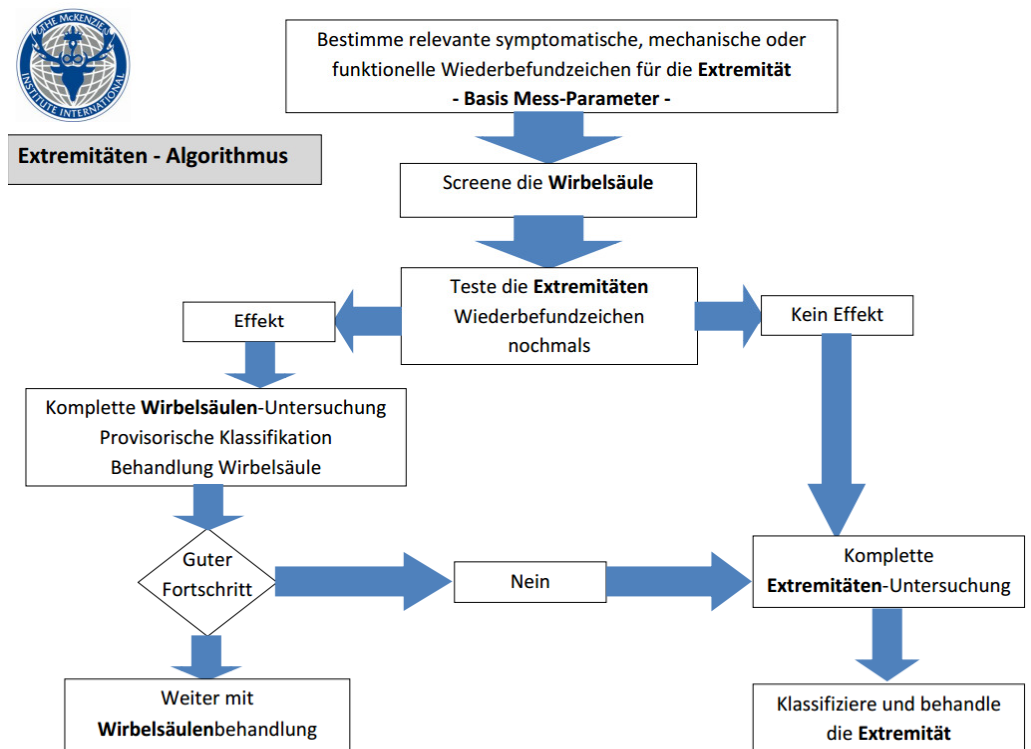 THE McKENZIE
INSTITUTE INTERNATIONAL
Bestimme relevante symptomatische, mechanische oder
funktionelle Wiederbefundzeichen für die Extremität
- Basis Mess-Parameter -
Extremitäten - Algorithmus
Screene die Wirbelsäule
Teste die Extremitäten
Wiederbefundzeichen
nochmals
Effekt
Kein Effekt
Komplette Wirbelsäulen-Untersuchung
Provisorische Klassifikation
Behandlung Wirbelsäule
Guter
Fortschritt
Nein
Komplette
Extremitäten-Untersuchung
Weiter mit
Wirbelsäulenbehandlung
Klassifiziere und behandle
die Extremität